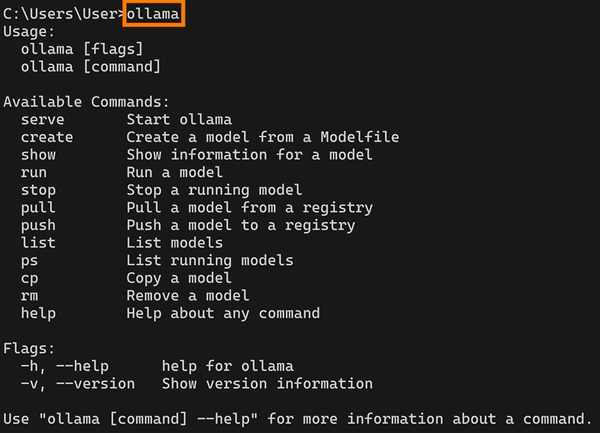 C:\Users\User>ollama
Usage:
  ollama [flags]
  ollama [command]

Available Commands:
  serve       Start ollama
  create      Create a model from a Modelfile
  show        Show information for a model
  run         Run a model
  stop        Stop a running model
  pull        Pull a model from a registry
  push        Push a model to a registry
  list        List models
  ps          List running models
  cp          Copy a model
  rm          Remove a model
  help        Help about any command

Flags:
  -h, --help      help for ollama
  -v, --version   Show version information

Use "ollama [command] --help" for more information about a command.